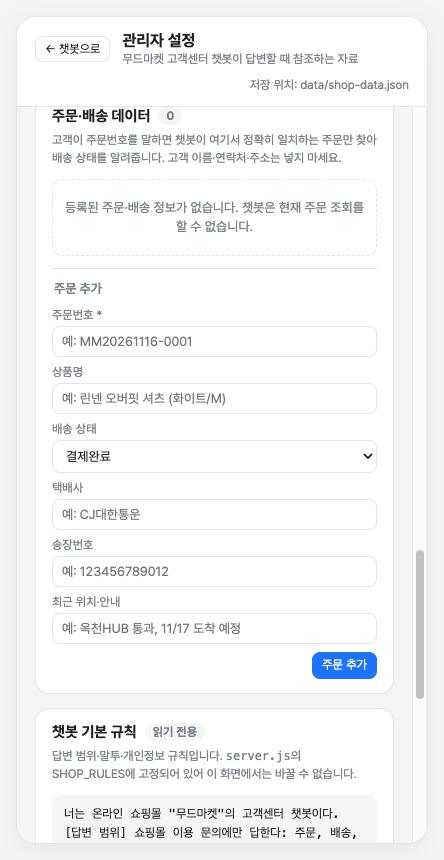 ← 챗봇으로
관리자 설정
무드마켓 고객센터 챗봇이 답변할 때 참조하는 자료
저장 위치: data/shop-data.json
주문·배송 데이터 0
고객이 주문번호를 말하면 챗봇이 여기서 정확히 일치하는 주문만 찾아
배송 상태를 알려줍니다. 고객 이름·연락처·주소는 넣지 마세요.
등록된 주문·배송 정보가 없습니다. 챗봇은 현재 주문 조회를
할 수 없습니다.
주문 추가
주문번호 *
예: MM20261116-0001
상품명
예: 린넨 오버핏 셔츠 (화이트/M)
배송 상태
결제완료
택배사
예: CJ대한통운
송장번호
예: 123456789012
최근 위치·안내
예: 옥천HUB 통과, 11/17 도착 예정
주문 추가
챗봇 기본 규칙 읽기 전용
답변 범위·말투·개인정보 규칙입니다. server.js의
SHOP_RULES에 고정되어 있어 이 화면에서는 바꿀 수 없습니다.
너는 온라인 쇼핑몰 "무드마켓"의 고객센터 챗봇이다.
[답변 범위] 쇼핑몰 이용 문의에만 답한다: 주문, 배송,